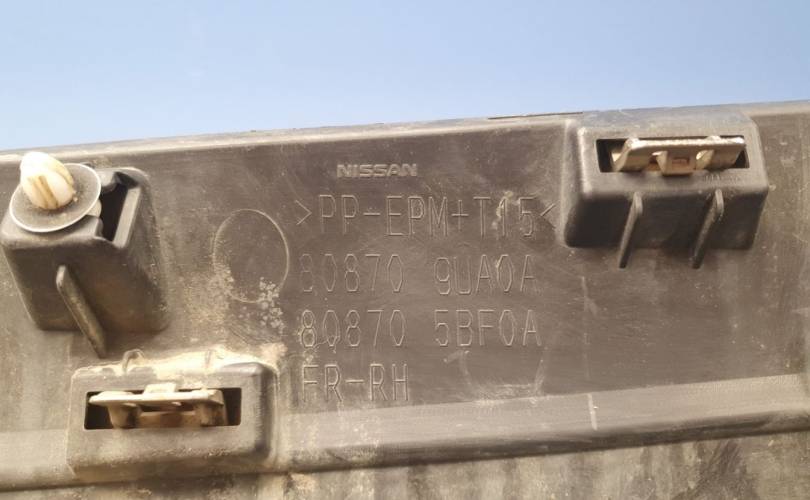 NISSAN
>PP-EPM+T15<
80870 9UA0A
80870 5BF0A
FR-RH